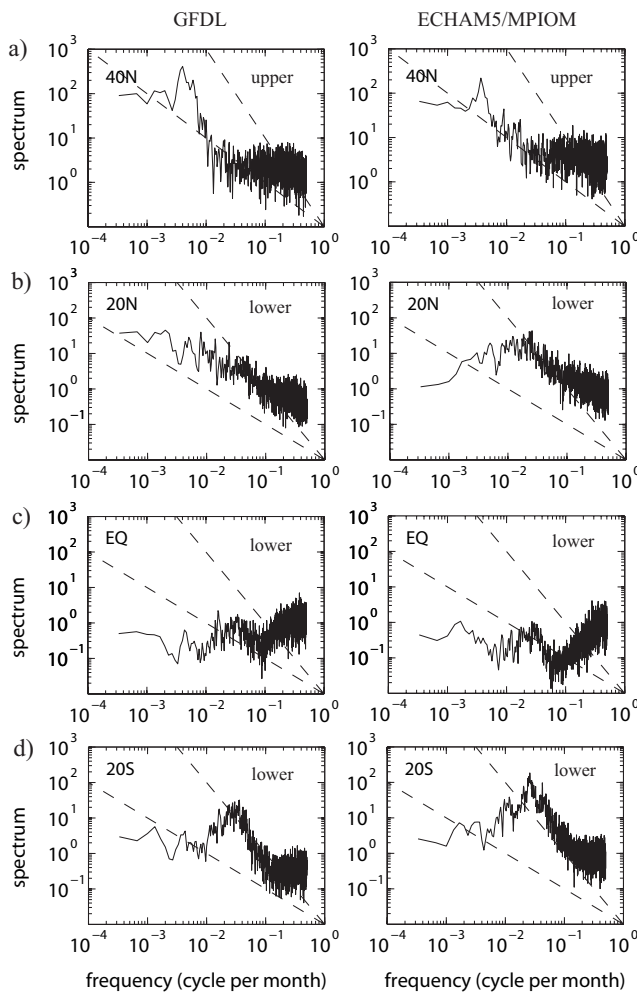 GFDL ECHAM5/MPIOM
a) 40N upper 40N upper
spectrum
10³ 10² 10¹ 10⁰
10³ 10² 10¹ 10⁰
10⁻⁴ 10⁻³ 10⁻² 10⁻¹ 10⁰ 10⁻⁴ 10⁻³ 10⁻² 10⁻¹ 10⁰
b) 20N lower 20N lower
spectrum
10³ 10² 10¹ 10⁰ 10⁻¹
10³ 10² 10¹ 10⁰ 10⁻¹
10⁻⁴ 10⁻³ 10⁻² 10⁻¹ 10⁰ 10⁻⁴ 10⁻³ 10⁻² 10⁻¹ 10⁰
c) EQ lower EQ lower
spectrum
10³ 10² 10¹ 10⁰ 10⁻¹
10³ 10² 10¹ 10⁰ 10⁻¹
10⁻⁴ 10⁻³ 10⁻² 10⁻¹ 10⁰ 10⁻⁴ 10⁻³ 10⁻² 10⁻¹ 10⁰
d) 20S lower 20S lower
spectrum
10³ 10² 10¹ 10⁰ 10⁻¹
10³ 10² 10¹ 10⁰ 10⁻¹
10⁻⁴ 10⁻³ 10⁻² 10⁻¹ 10⁰ 10⁻⁴ 10⁻³ 10⁻² 10⁻¹ 10⁰
frequency (cycle per month) frequency (cycle per month)